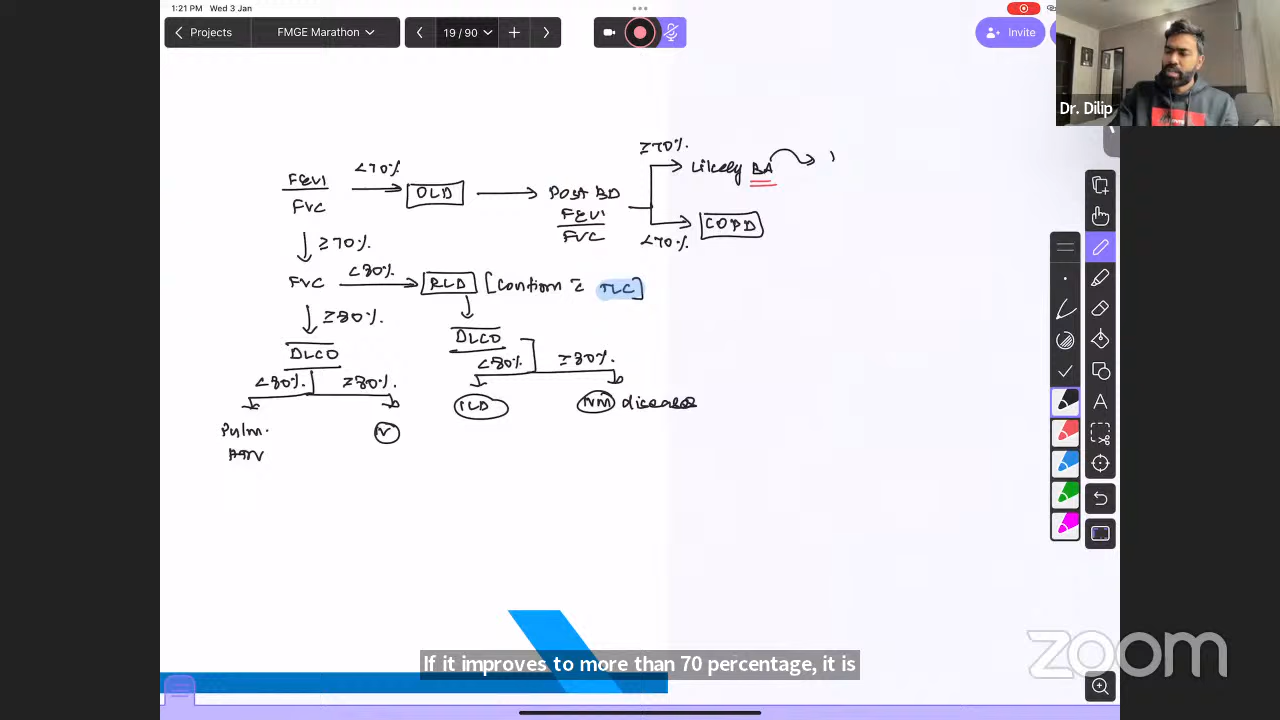 1:21 PM Wed 3 Jan
Projects
FMGE Marathon
19 / 90
Invite
Dr. Dilip
FEV1
FVC
<70%
OLD
Post BD
FEV1
FVC
≥70%
Likely BA
<70%
COPD
≥70%
FVC
<80%
RLD
[Confirm c̄ TLC]
≥80%
DLCO
<80%
≥80%
Pulm.
HTN
N
DLCO
<80%
≥80%
ILD
NM diseases
If it improves to more than 70 percentage, it is
zoom